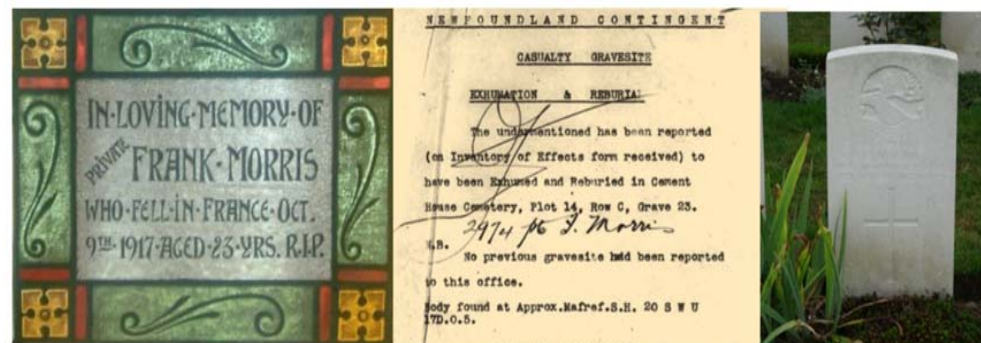 IN·LOVING·MEMORY·OF
PRIVATE
FRANK·MORRIS
WHO·FELL·IN·FRANCE·OCT.
9TH·1917·AGED·23·YRS. R.I.P.
NEWFOUNDLAND CONTINGENT
CASUALTY GRAVESITE
EXHUMATION & REBURIAL
The undermentioned has been reported
(on Inventory of Effects form received) to
have been Exhumed and Reburied in Cement
House Cemetery, Plot 14, Row C, Grave 23.
2974 Pte F. Morris
N.B.
No previous gravesite had been reported
to this office.
Body found at Approx.Mafref.S.H. 20 S W U
17D.0.5.